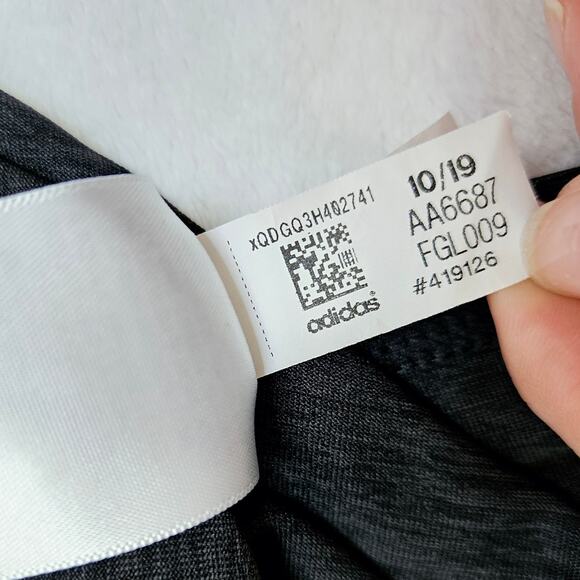 XQDGQ3H402741
adidas
10/19
AA6687
FGL009
#419126